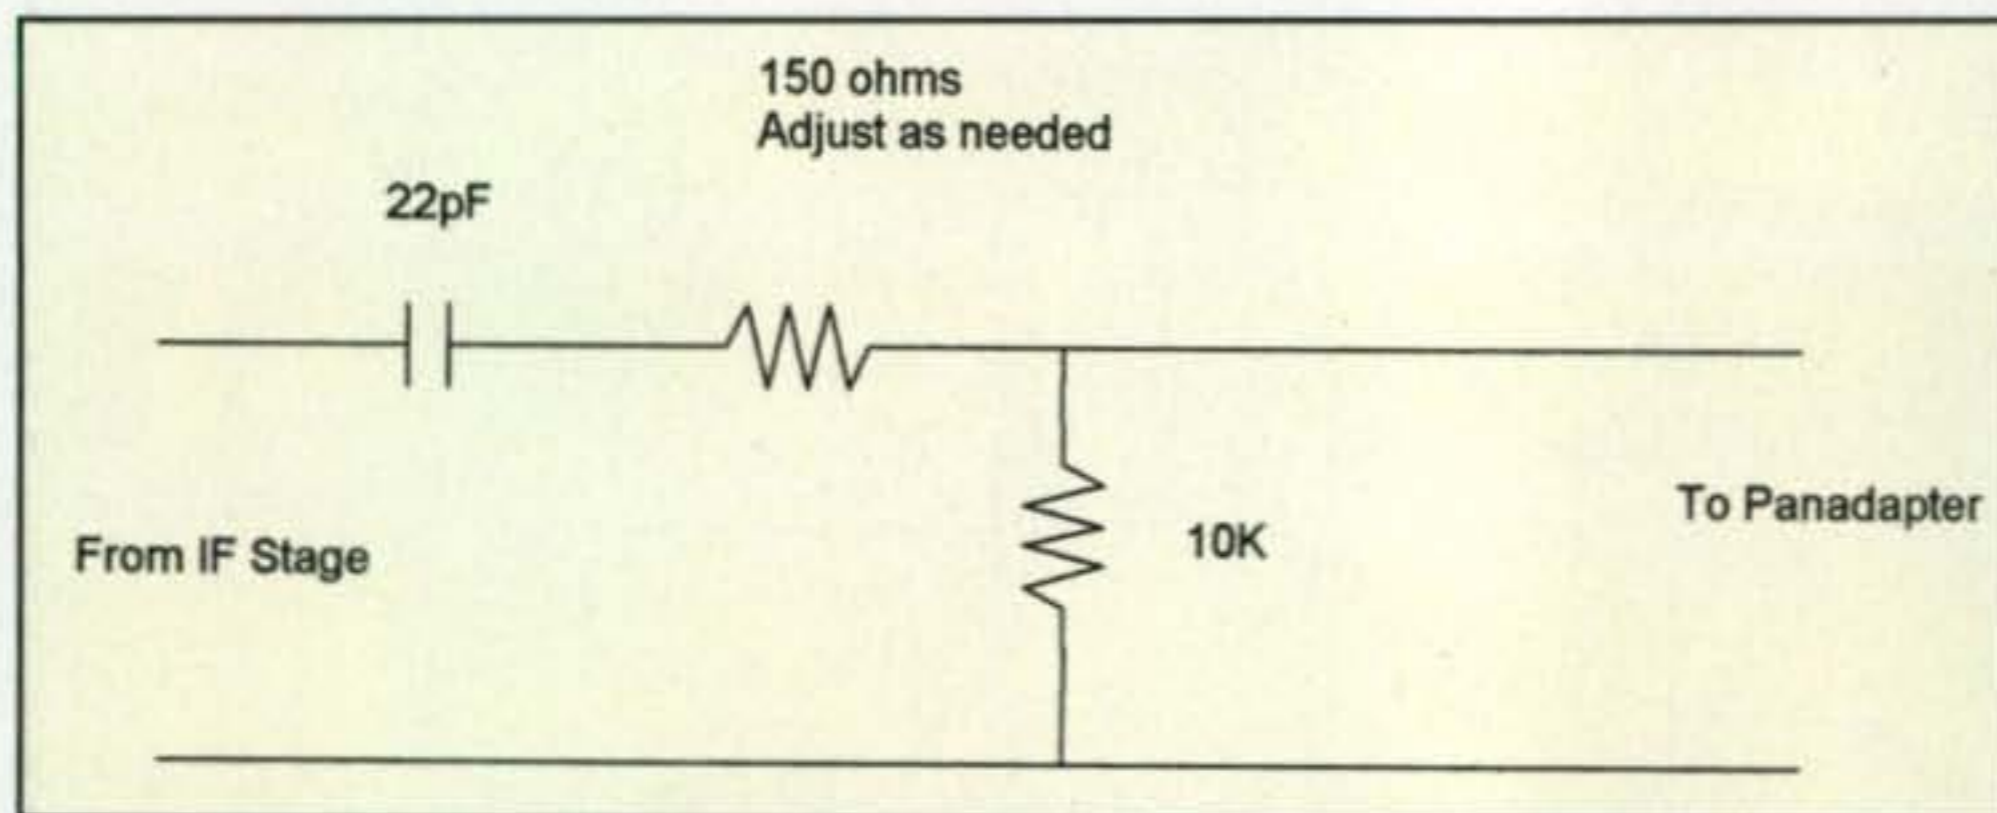 150 ohms
Adjust as needed
22pF
To Panadapter
10K
From IF Stage